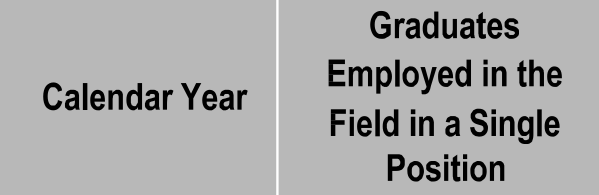 Calendar Year
Graduates
Employed in the
Field in a Single
Position